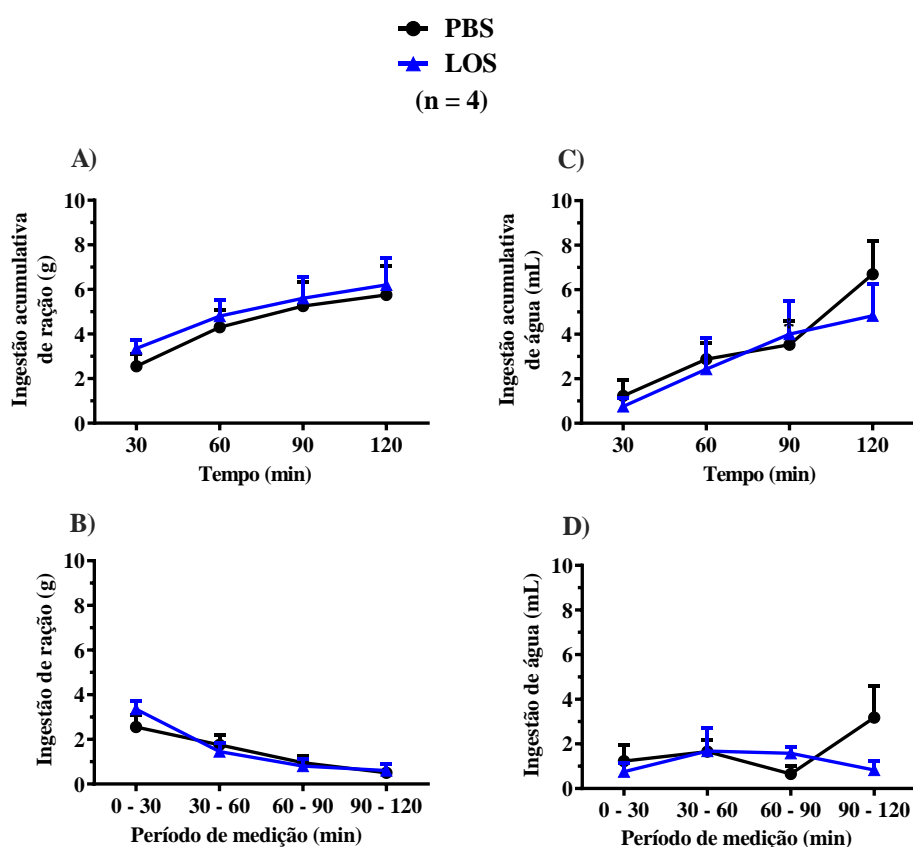 PBS
LOS
(n = 4)
A)
Ingestão acumulativa
de ração (g)
10
8
6
4
2
0
30 60 90 120
Tempo (min)
C)
Ingestão acumulativa
de água (mL)
10
8
6
4
2
0
30 60 90 120
Tempo (min)
B)
Ingestão de ração (g)
10
8
6
4
2
0
0 - 30 30 - 60 60 - 90 90 - 120
Período de medição (min)
D)
Ingestão de água (mL)
10
8
6
4
2
0
0 - 30 30 - 60 60 - 90 90 - 120
Período de medição (min)